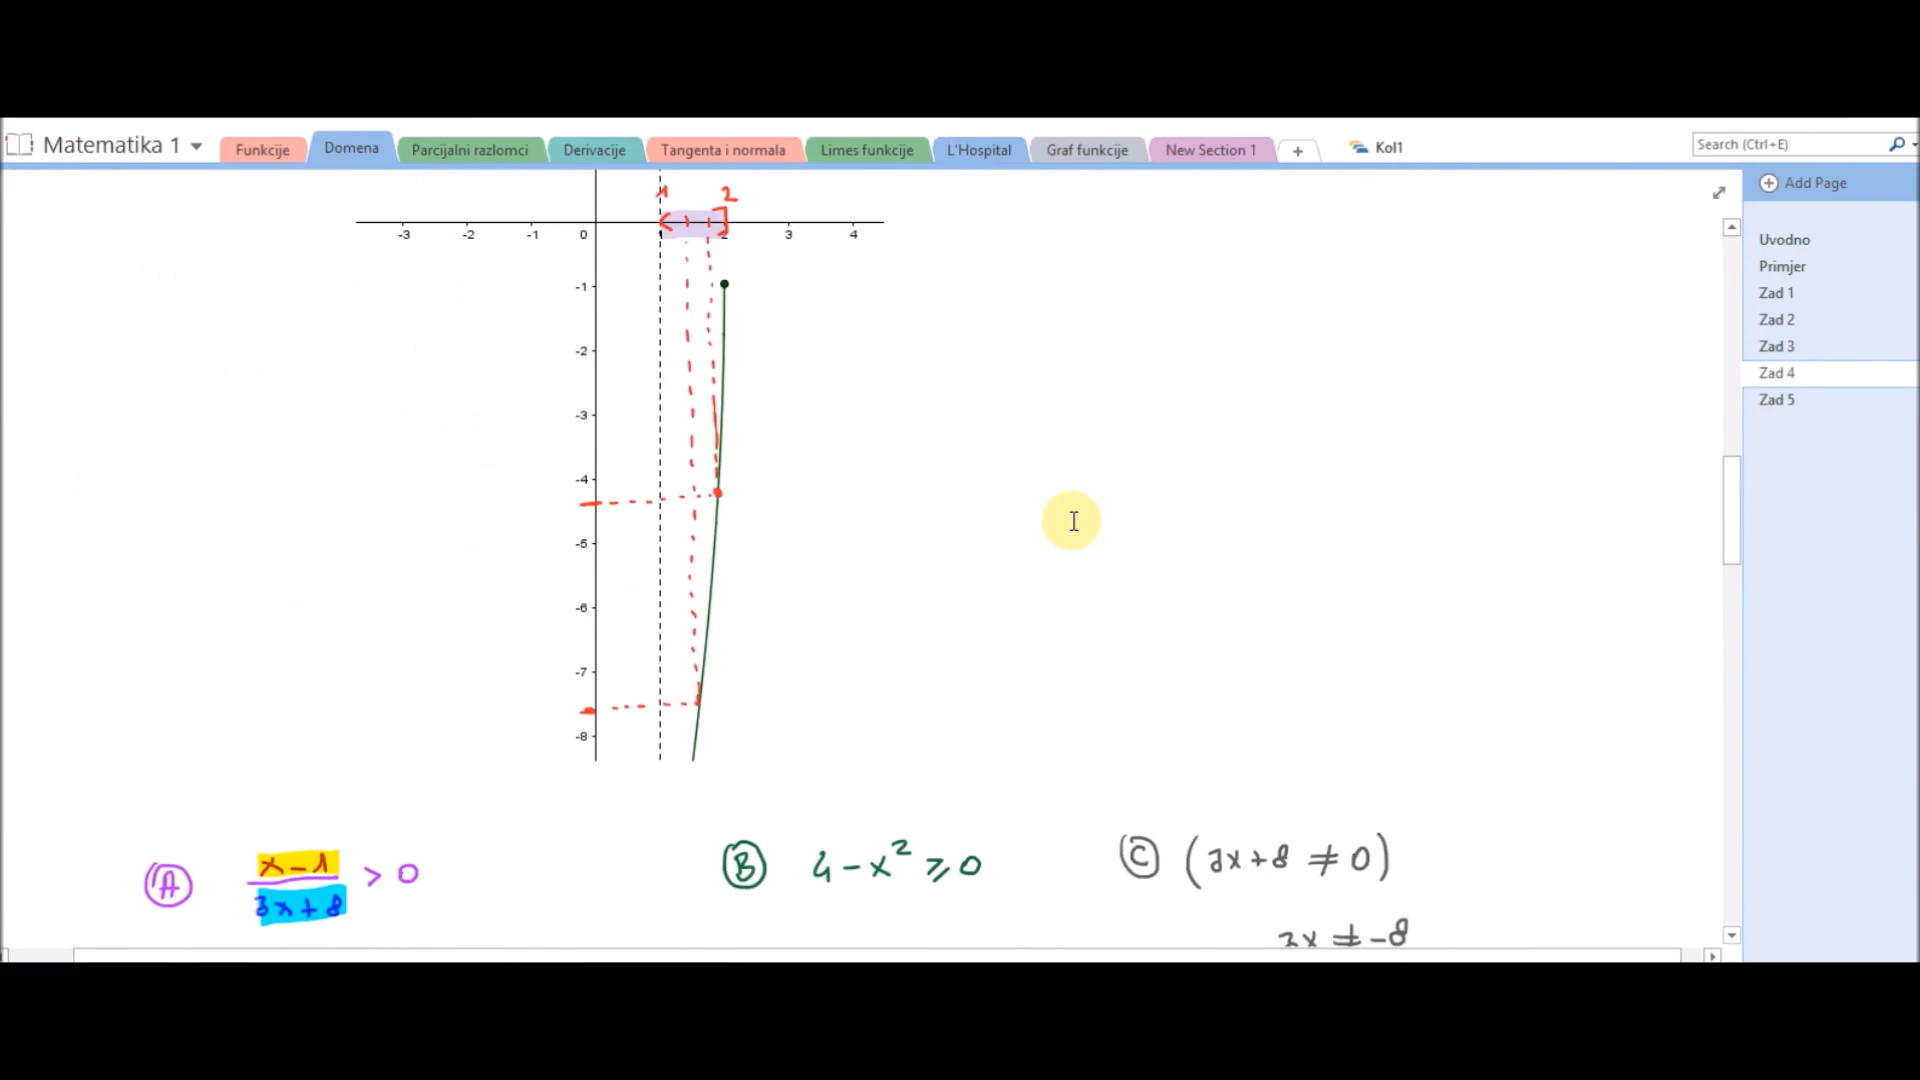 Matematika 1
Funkcije
Domena
Parcijalni razlomci
Derivacije
Tangenta i normala
Limes funkcije
L'Hospital
Graf funkcije
New Section 1
+
Kol1
Search (Ctrl+E)
Add Page
Uvodno
Primjer
Zad 1
Zad 2
Zad 3
Zad 4
Zad 5
1 2
-3 -2 -1 0 2 3 4
-1
-2
-3
-4
-5
-6
-7
-8
A x-1 / 3x+8 > 0
B 4-x² ≥ 0
C (3x+8 ≠ 0)
3x ≠ -8